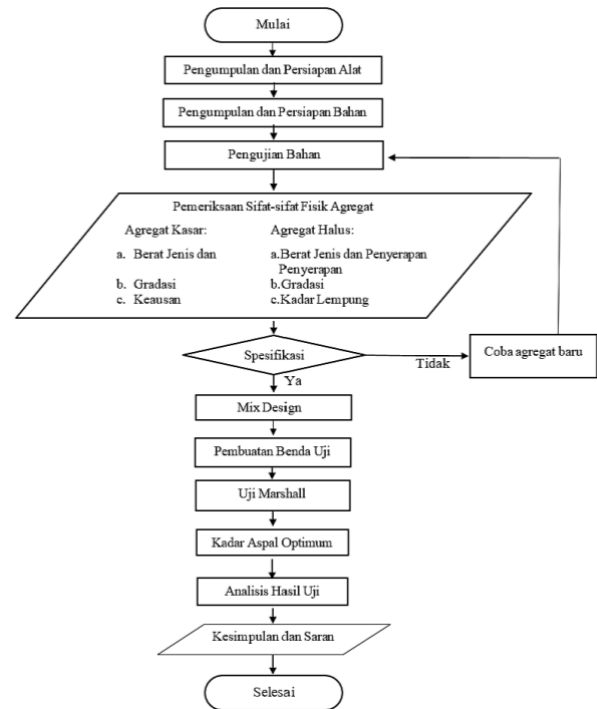 Mulai
Pengumpulan dan Persiapan Alat
Pengumpulan dan Persiapan Bahan
Pengujian Bahan
Pemeriksaan Sifat-sifat Fisik Agregat
Agregat Kasar:
a. Berat Jenis dan
b. Gradasi
c. Keausan
Agregat Halus:
a.Berat Jenis dan Penyerapan
Penyerapan
b.Gradasi
c.Kadar Lempung
Spesifikasi
Tidak
Coba agregat baru
Ya
Mix Design
Pembuatan Benda Uji
Uji Marshall
Kadar Aspal Optimum
Analisis Hasil Uji
Kesimpulan dan Saran
Selesai